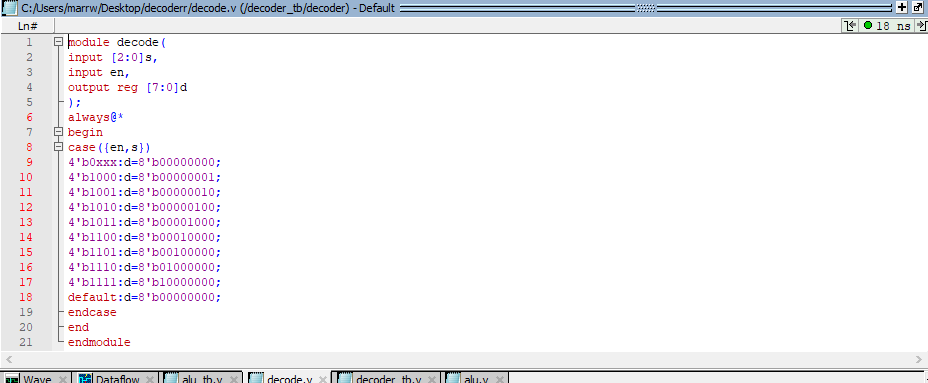 C:/Users/marrw/Desktop/decoderr/decode.v (/decoder_tb/decoder) - Default
Ln#
18 ns
1 module decode(
2 input [2:0]s,
3 input en,
4 output reg [7:0]d
5 );
6 always@*
7 begin
8 case({en,s})
9 4'b0xxx:d=8'b00000000;
10 4'b1000:d=8'b00000001;
11 4'b1001:d=8'b00000010;
12 4'b1010:d=8'b00000100;
13 4'b1011:d=8'b00001000;
14 4'b1100:d=8'b00010000;
15 4'b1101:d=8'b00100000;
16 4'b1110:d=8'b01000000;
17 4'b1111:d=8'b10000000;
18 default:d=8'b00000000;
19 endcase
20 end
21 endmodule
Wave Dataflow alu_tb.v decode.v decoder_tb.v alu.v